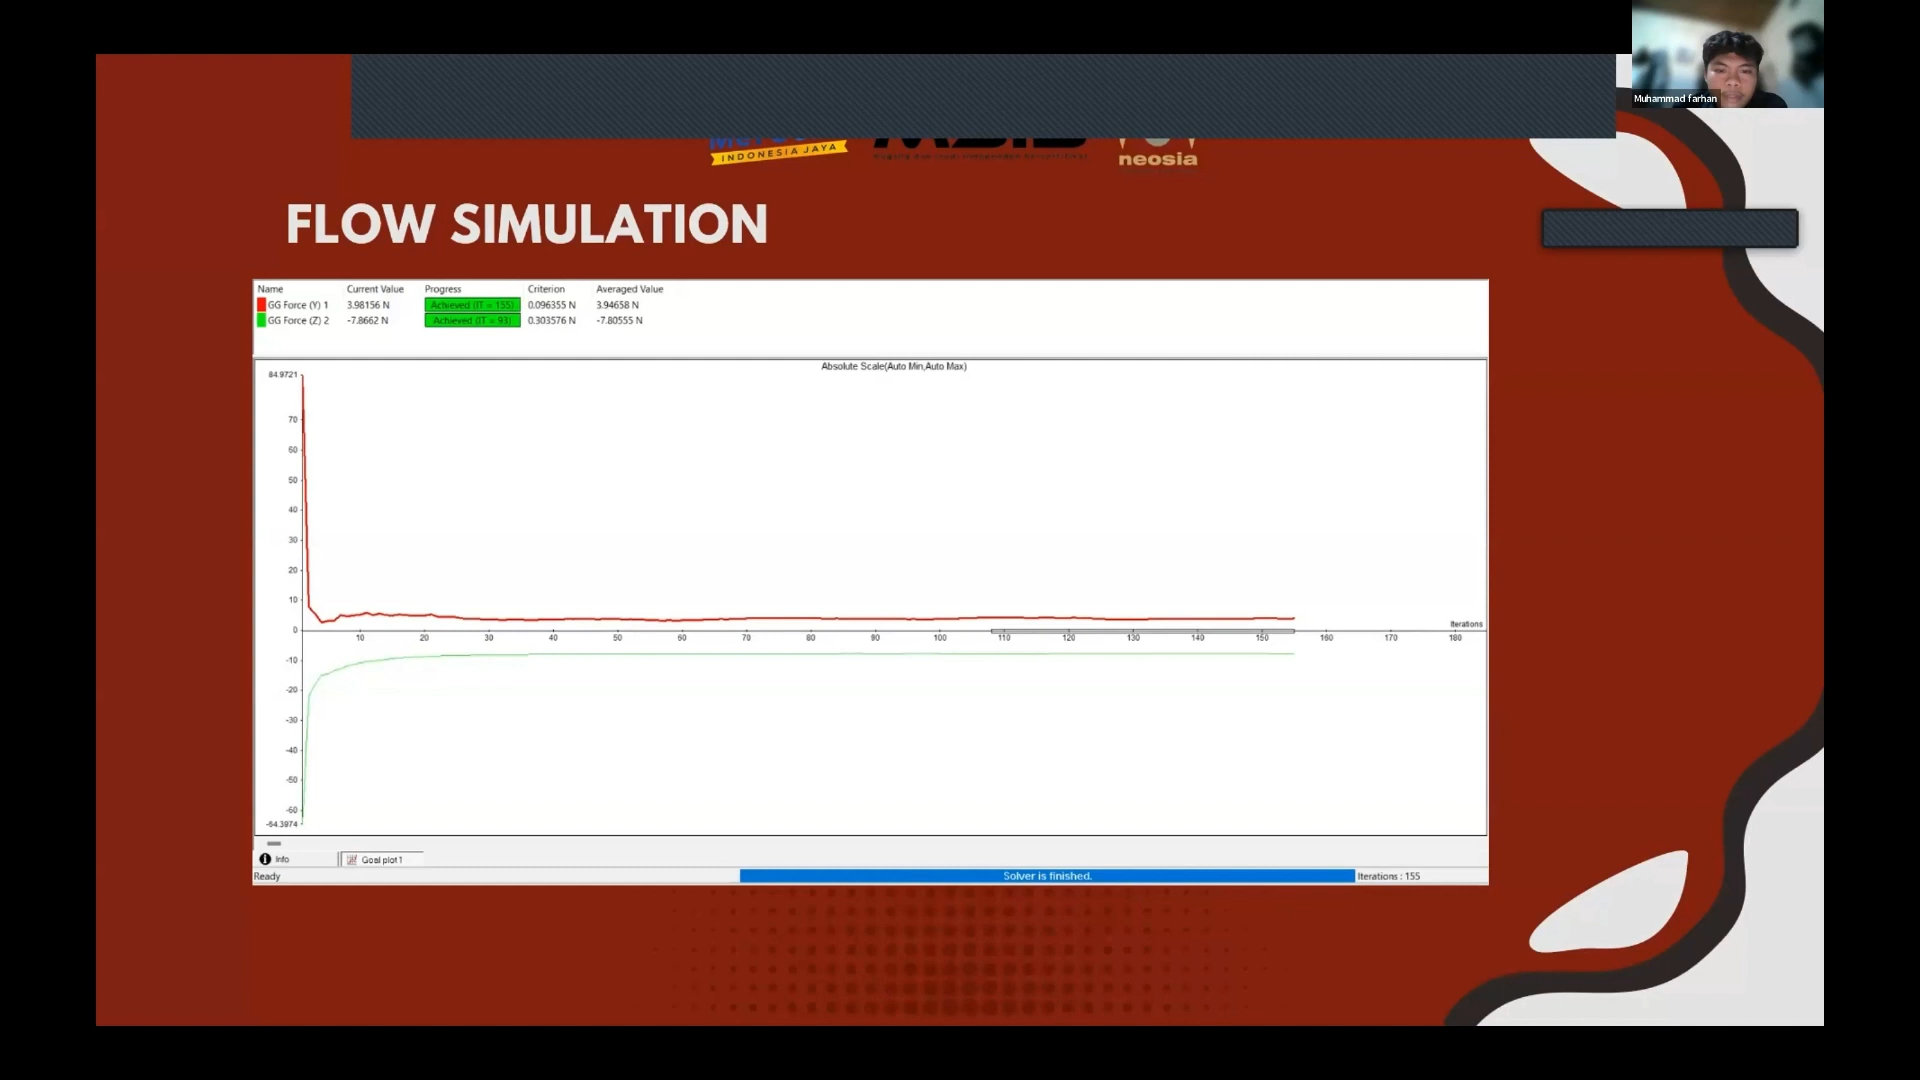 Muhammad farhan
INDONESIA JAYA
neosia
FLOW SIMULATION
Name Current Value Progress Criterion Averaged Value
GG Force (Y) 1 3.98156 N Achieved (IT = 155) 0.096355 N 3.94658 N
GG Force (Z) 2 -7.8662 N Achieved (IT = 93) 0.303576 N -7.80555 N
Absolute Scale(Auto Min,Auto Max)
84.9721
70
60
50
40
30
20
10
0
Iterations
10 20 30 40 50 60 70 80 90 100 110 120 130 140 150 160 170 180
-10
-20
-30
-40
-50
-60
-64.3974
Info Goal plot 1
Ready Solver is finished. Iterations : 155